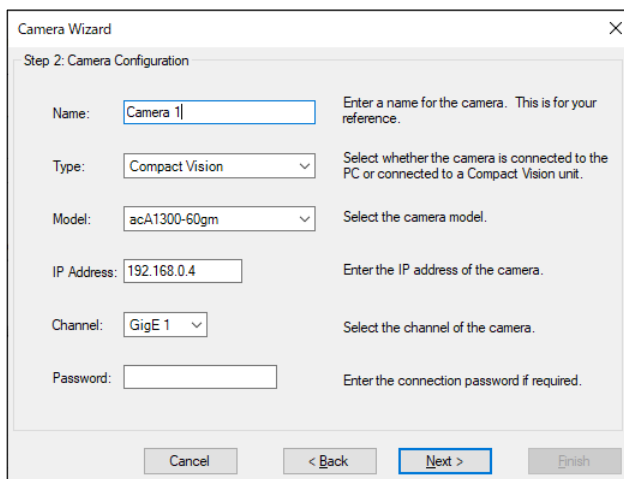 Camera Wizard
Step 2: Camera Configuration
Name: Camera 1 Enter a name for the camera. This is for your
reference.
Type: Compact Vision Select whether the camera is connected to the
PC or connected to a Compact Vision unit.
Model: acA1300-60gm Select the camera model.
IP Address: 192.168.0.4 Enter the IP address of the camera.
Channel: GigE 1 Select the channel of the camera.
Password: Enter the connection password if required.
Cancel < Back Next > Finish